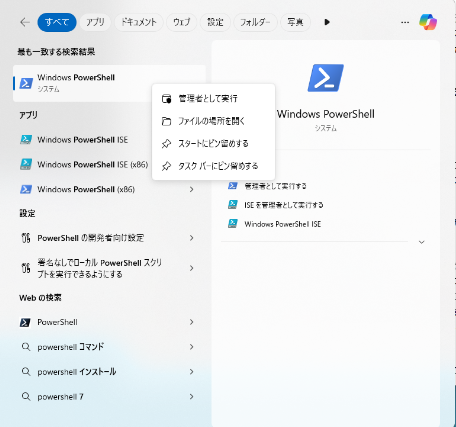 すべて
アプリ
ドキュメント
ウェブ
設定
フォルダー
写真
最も一致する検索結果
Windows PowerShell
システム
アプリ
Windows PowerShell ISE
Windows PowerShell ISE (x86)
Windows PowerShell (x86)
設定
PowerShell の開発者向け設定
署名なしでローカル PowerShell スクリ
プトを実行できるようにする
Web の検索
PowerShell
powershell コマンド
powershell インストール
powershell 7
管理者として実行
ファイルの場所を開く
スタートにピン留めする
タスク バーにピン留めする
Windows PowerShell
システム
管理者として実行する
ISE を管理者として実行する
Windows PowerShell ISE